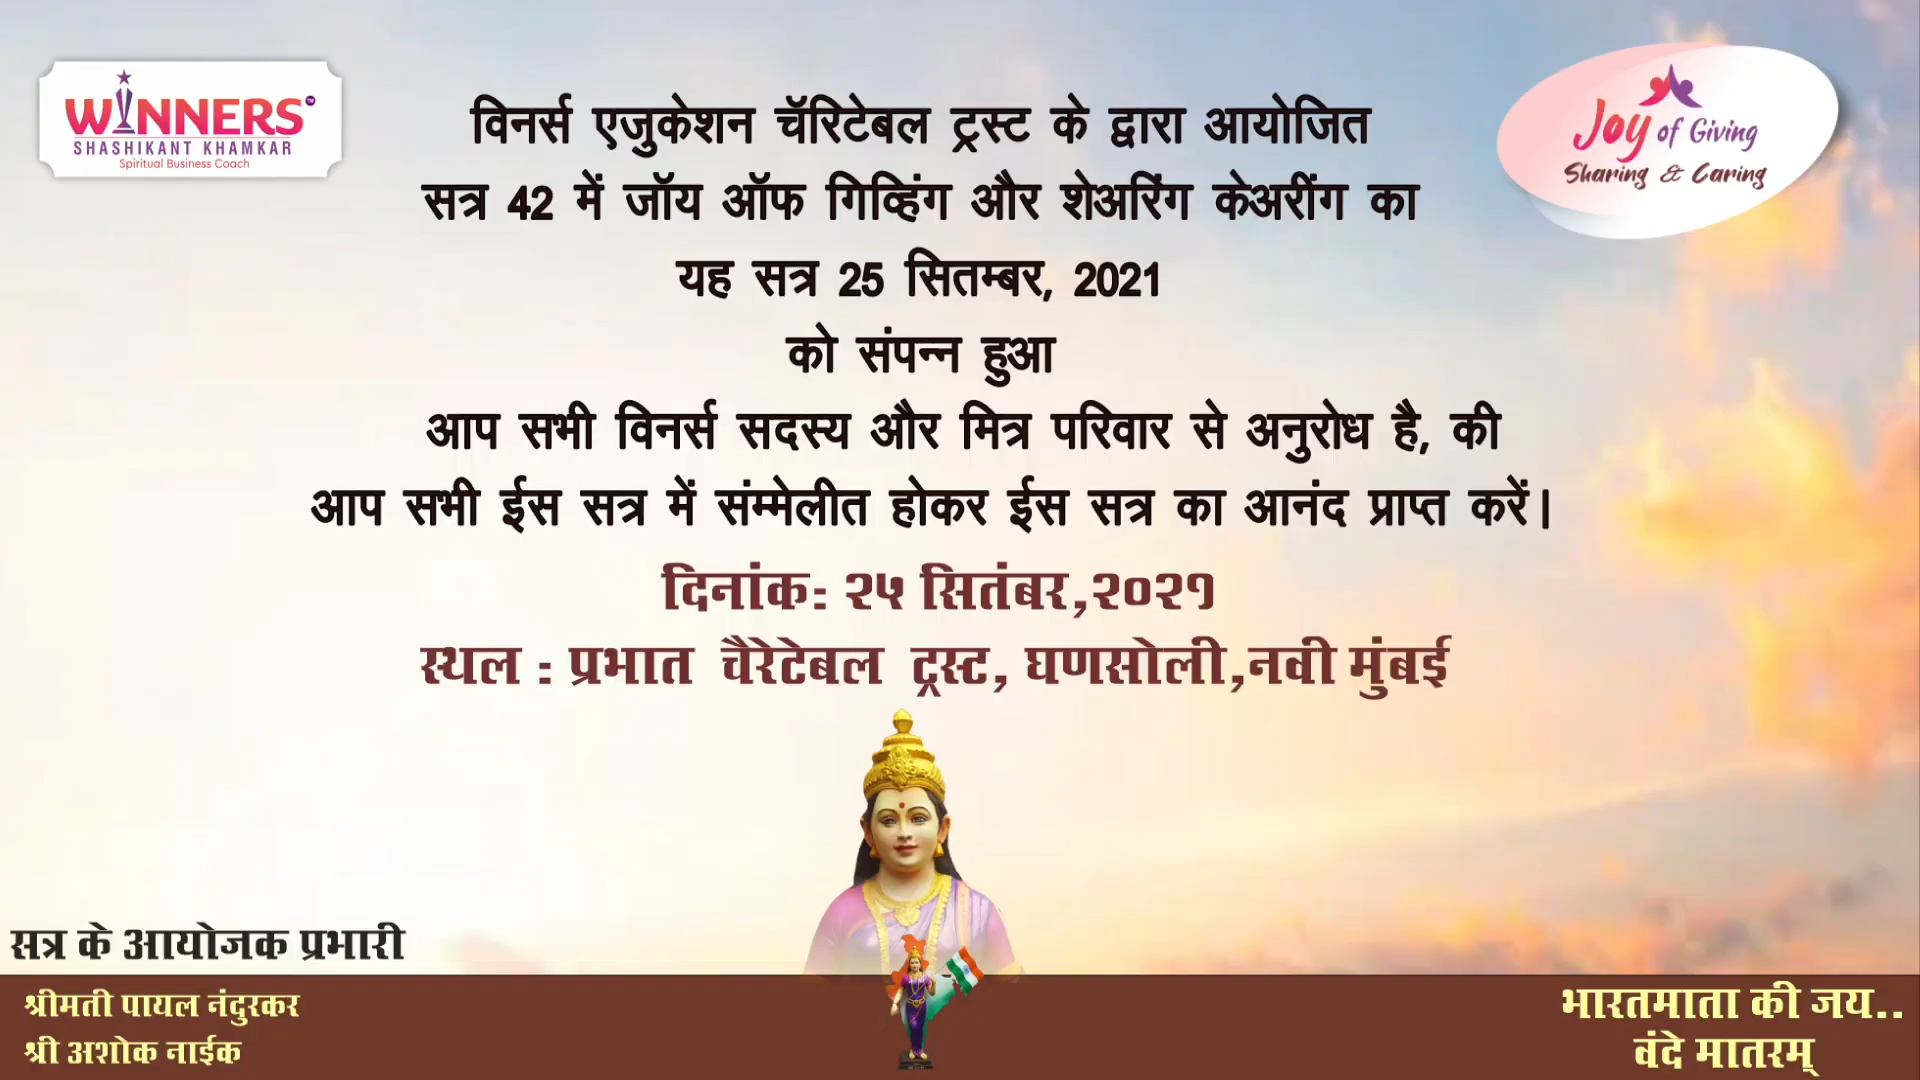 WINNERS™
SHASHIKANT KHAMKAR
Spiritual Business Coach
Joy of Giving
Sharing & Caring
विनर्स एजुकेशन चॅरिटेबल ट्रस्ट के द्वारा आयोजित
सत्र 42 में जॉय ऑफ गिव्हिंग और शेअरिंग केअरींग का
यह सत्र 25 सितम्बर, 2021
को संपन्न हुआ
आप सभी विनर्स सदस्य और मित्र परिवार से अनुरोध है, की
आप सभी ईस सत्र में संम्मेलीत होकर ईस सत्र का आनंद प्राप्त करें।
दिनांक: २५ सितंबर,२०२१
स्थल : प्रभात चैरेटेबल ट्रस्ट, घणसोली,नवी मुंबई
सत्र के आयोजक प्रभारी
श्रीमती पायल नंदुरकर
श्री अशोक नाईक
भारतमाता की जय..
वंदे मातरम्